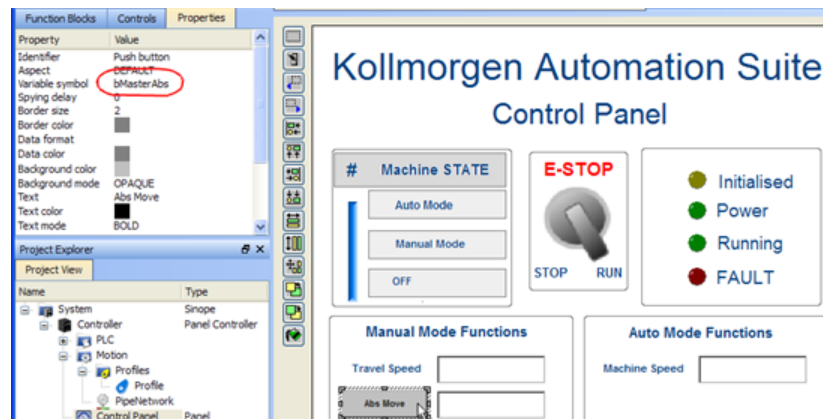 Function Blocks Controls Properties
Property Value
Identifier Push button
Aspect DEFAULT
Variable symbol bMasterAbs
Spying delay 0
Border size 2
Border color
Data format
Data color
Background color
Background mode OPAQUE
Text Abs Move
Text color
Text mode BOLD
Project Explorer
Project View
Name Type
System Sinope
Controller Panel Controller
PLC
Motion
Profiles
Profile
PipeNetwork
Control Panel Panel
Kollmorgen Automation Suite
Control Panel
# Machine STATE
Auto Mode
Manual Mode
OFF
E-STOP
STOP RUN
Initialised
Power
Running
FAULT
Manual Mode Functions
Travel Speed
Abs Move
Auto Mode Functions
Machine Speed